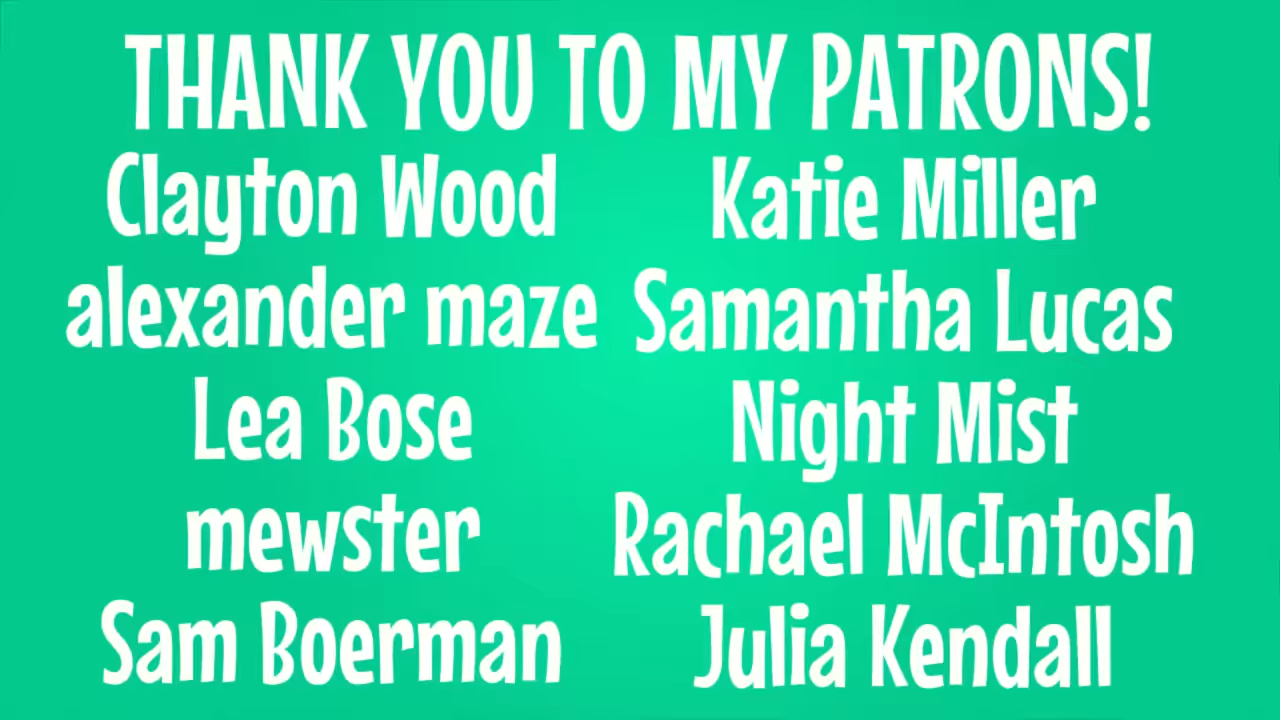 THANK YOU TO MY PATRONS!
Clayton Wood
Katie Miller
alexander maze
Samantha Lucas
Lea Bose
Night Mist
mewster
Rachael McIntosh
Sam Boerman
Julia Kendall